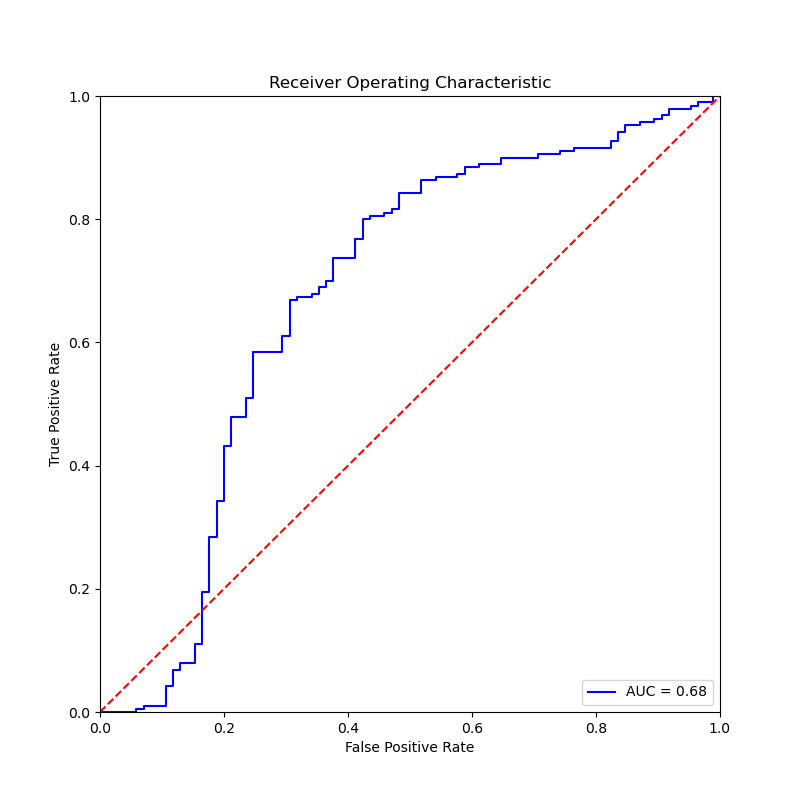 Receiver Operating Characteristic
1.0
0.8
0.6
0.4
0.2
0.0
True Positive Rate
AUC = 0.68
0.0 0.2 0.4 0.6 0.8 1.0
False Positive Rate